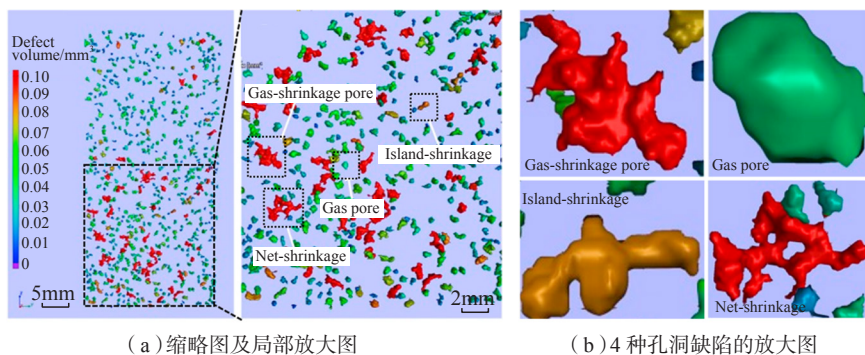 Defect
volume/mm
0.10
0.09
0.08
0.07
0.06
0.05
0.04
0.03
0.02
0.01
0
5mm
Gas-shrinkage pore
Island-shrinkage
Gas pore
Net-shrinkage
2mm
Gas-shrinkage pore
Gas pore
Island-shrinkage
Net-shrinkage
（a）缩略图及局部放大图
（b）4 种孔洞缺陷的放大图